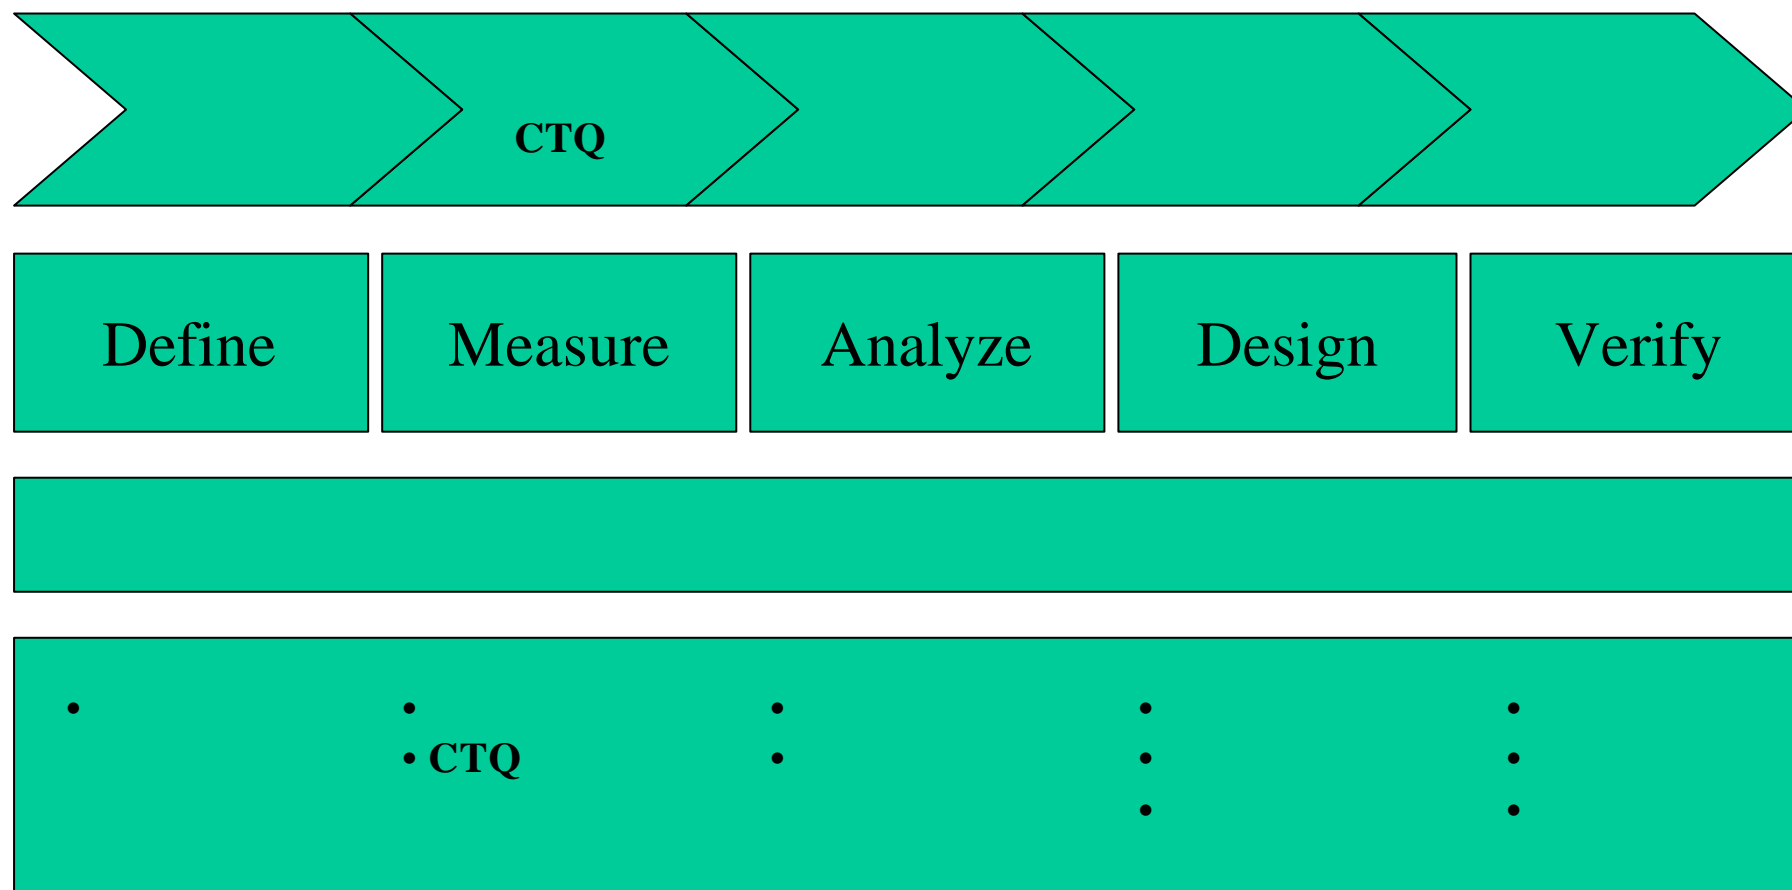 CTQ
Define
Measure
Analyze
Design
Verify
•
•
• CTQ
•
•
•
•
•
•
•
•